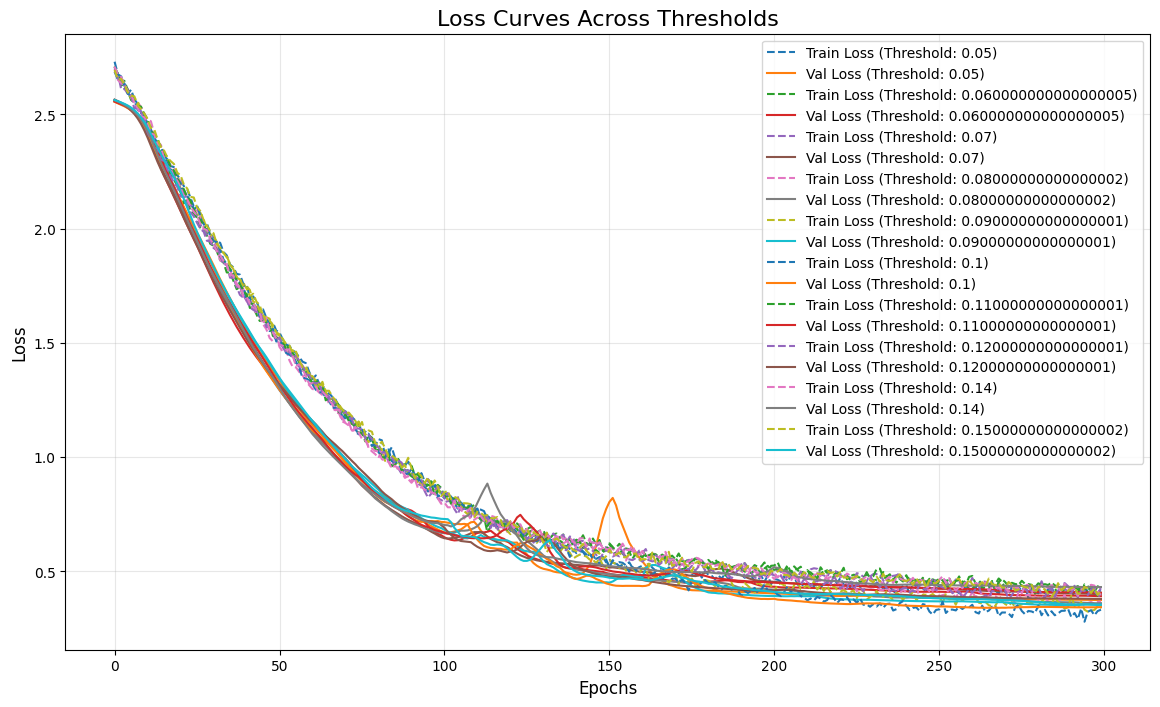 Loss Curves Across Thresholds
Train Loss (Threshold: 0.05)
Val Loss (Threshold: 0.05)
Train Loss (Threshold: 0.060000000000000005)
Val Loss (Threshold: 0.060000000000000005)
Train Loss (Threshold: 0.07)
Val Loss (Threshold: 0.07)
Train Loss (Threshold: 0.08000000000000002)
Val Loss (Threshold: 0.08000000000000002)
Train Loss (Threshold: 0.09000000000000001)
Val Loss (Threshold: 0.09000000000000001)
Train Loss (Threshold: 0.1)
Val Loss (Threshold: 0.1)
Train Loss (Threshold: 0.11000000000000001)
Val Loss (Threshold: 0.11000000000000001)
Train Loss (Threshold: 0.12000000000000001)
Val Loss (Threshold: 0.12000000000000001)
Train Loss (Threshold: 0.14)
Val Loss (Threshold: 0.14)
Train Loss (Threshold: 0.15000000000000002)
Val Loss (Threshold: 0.15000000000000002)
Loss
2.5
2.0
1.5
1.0
0.5
0 50 100 150 200 250 300
Epochs